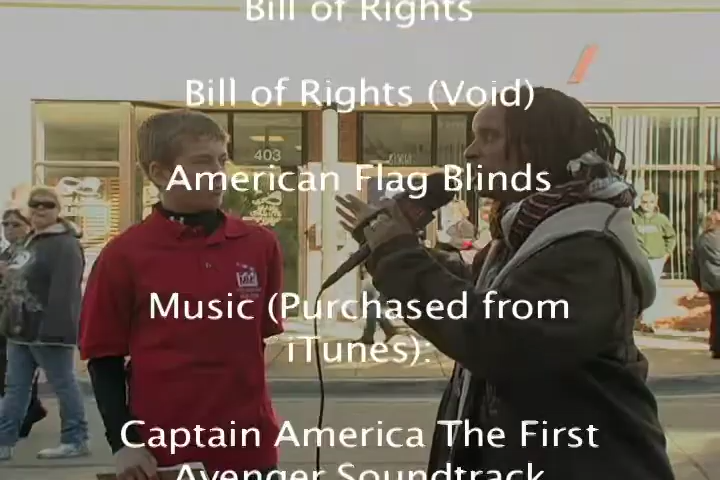 Bill of Rights
Bill of Rights (Void)
American Flag Blinds
403
Music (Purchased from
iTunes):
Captain America The First
Avenger Soundtrack